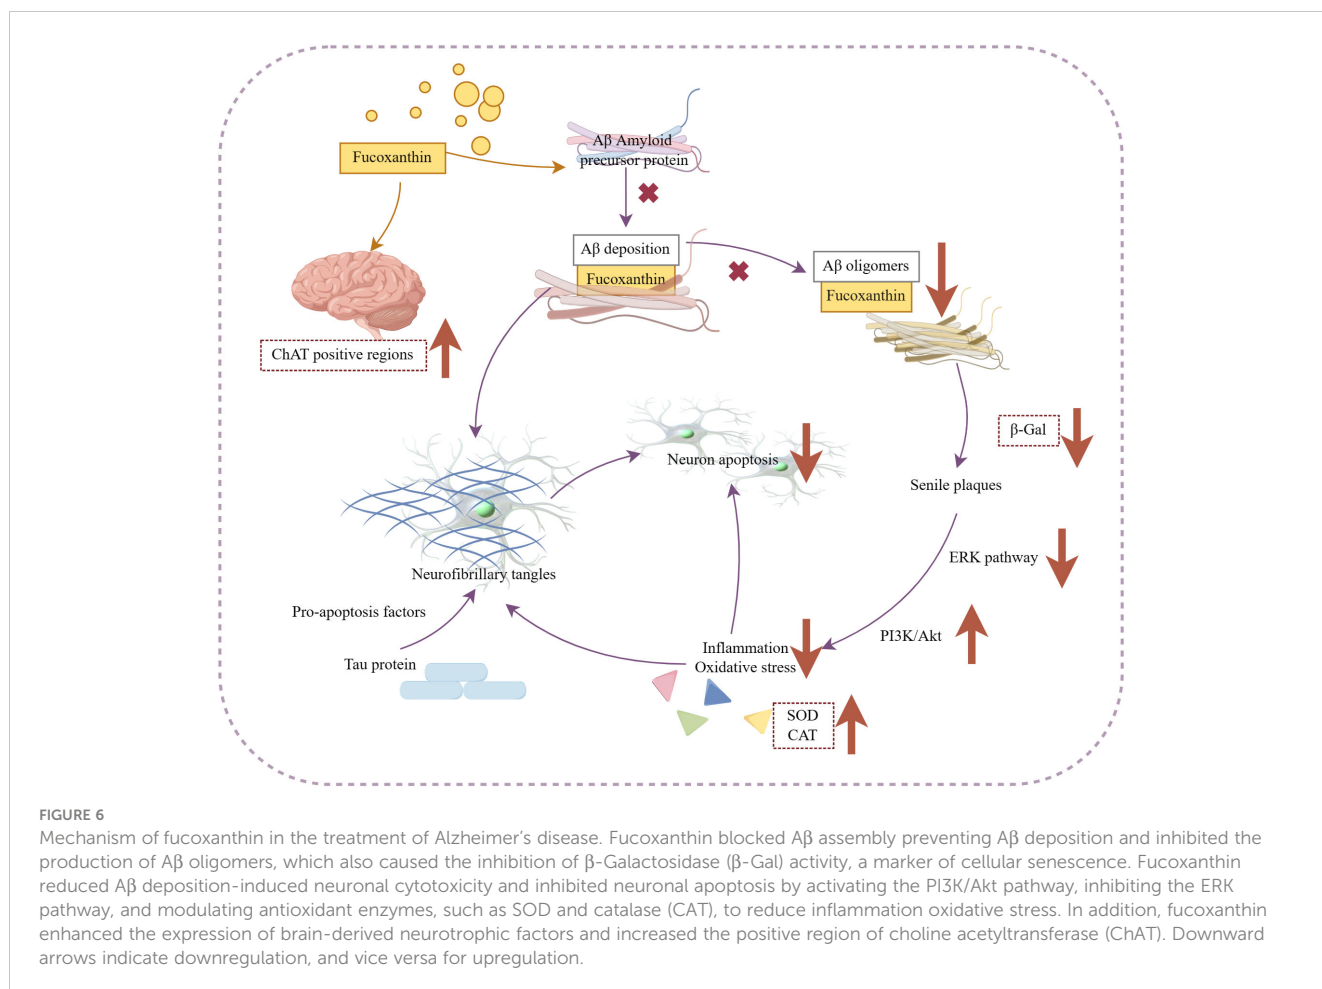 Fucoxanthin
Aβ Amyloid
precursor protein
Aβ deposition
Fucoxanthin
Aβ oligomers
Fucoxanthin
ChAT positive regions
β-Gal
Neuron apoptosis
Senile plaques
ERK pathway
Neurofibrillary tangles
Pro-apoptosis factors
PI3K/Akt
Tau protein
Inflammation
Oxidative stress
SOD
CAT
FIGURE 6
Mechanism of fucoxanthin in the treatment of Alzheimer’s disease. Fucoxanthin blocked Aβ assembly preventing Aβ deposition and inhibited the
production of Aβ oligomers, which also caused the inhibition of β-Galactosidase (β-Gal) activity, a marker of cellular senescence. Fucoxanthin
reduced Aβ deposition-induced neuronal cytotoxicity and inhibited neuronal apoptosis by activating the PI3K/Akt pathway, inhibiting the ERK
pathway, and modulating antioxidant enzymes, such as SOD and catalase (CAT), to reduce inflammation oxidative stress. In addition, fucoxanthin
enhanced the expression of brain-derived neurotrophic factors and increased the positive region of choline acetyltransferase (ChAT). Downward
arrows indicate downregulation, and vice versa for upregulation.